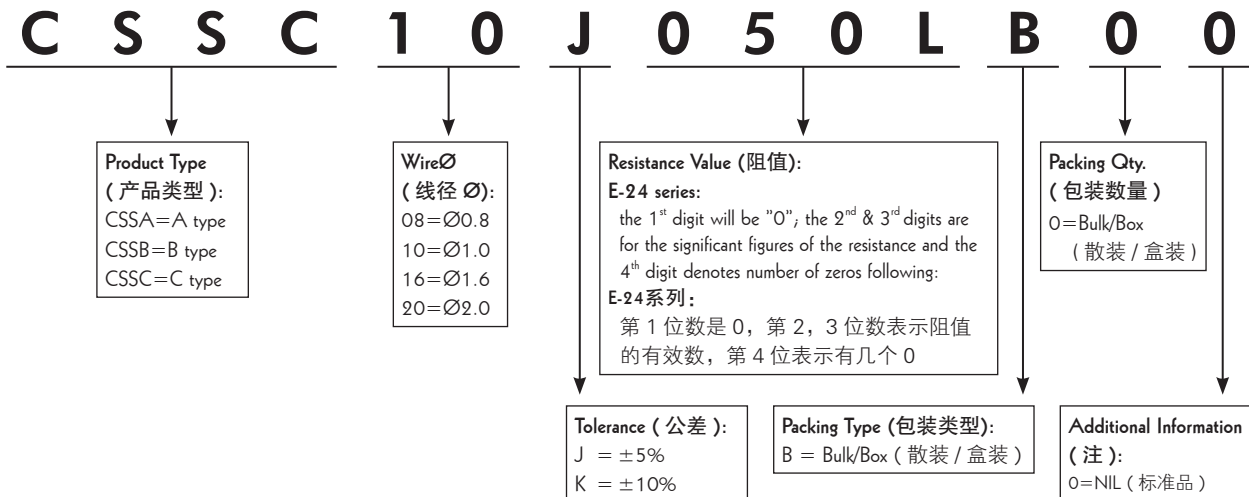 C S S C 1 0 J 0 5 0 L B 0 0
Product Type
(产品类型):
CSSA=A type
CSSB=B type
CSSC=C type
WireØ
(线径 Ø):
08=Ø0.8
10=Ø1.0
16=Ø1.6
20=Ø2.0
Resistance Value (阻值):
E-24 series:
the 1st digit will be "0"; the 2nd & 3rd digits are
for the significant figures of the resistance and the
4th digit denotes number of zeros following:
E-24系列:
第 1 位数是 0，第 2，3 位数表示阻值
的有效数，第 4 位表示有几个 0
Packing Qty.
(包装数量)
0=Bulk/Box
(散装 / 盒装)
Tolerance (公差):
J = ±5%
K = ±10%
Packing Type (包装类型):
B = Bulk/Box (散装 / 盒装)
Additional Information
(注):
0=NIL (标准品)